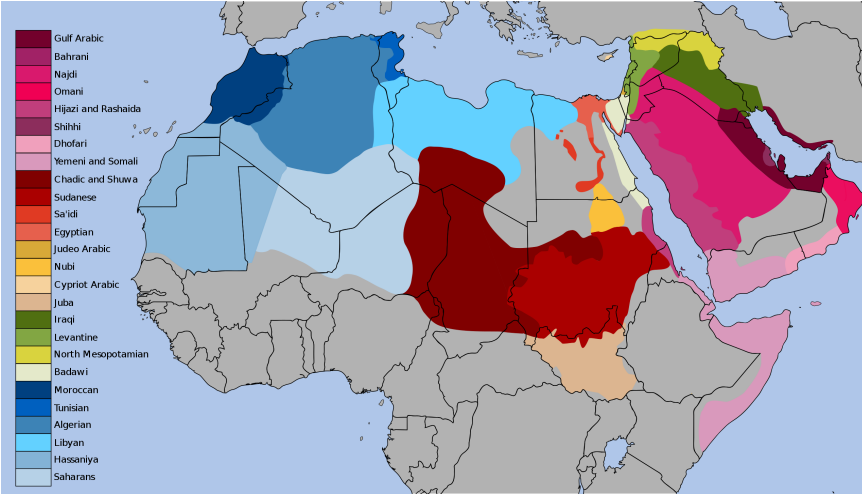 Gulf Arabic
Bahrani
Najdi
Omani
Hijazi and Rashaida
Shihhi
Dhofari
Yemeni and Somali
Chadic and Shuwa
Sudanese
Sa'idi
Egyptian
Judeo Arabic
Nubi
Cypriot Arabic
Juba
Iraqi
Levantine
North Mesopotamian
Badawi
Moroccan
Tunisian
Algerian
Libyan
Hassaniya
Saharans